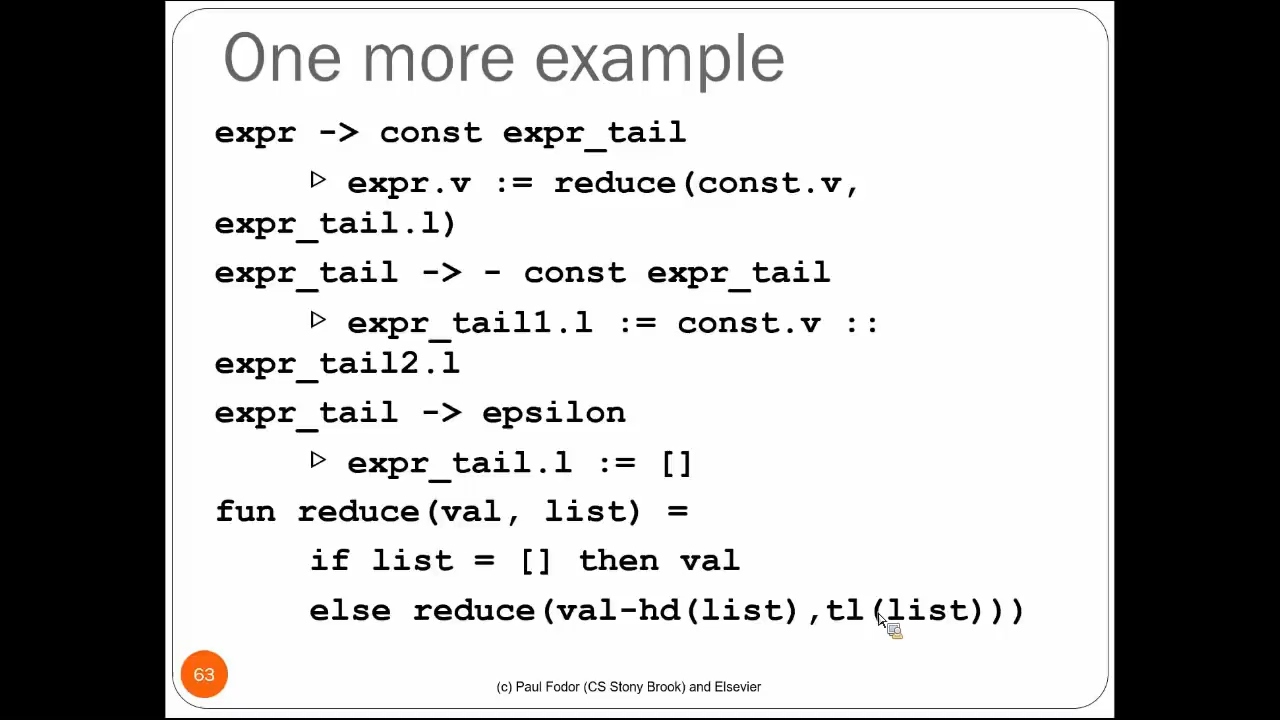 One more example
expr -> const expr_tail
▷ expr.v := reduce(const.v,
expr_tail.l)
expr_tail -> - const expr_tail
▷ expr_tail1.l := const.v ::
expr_tail2.l
expr_tail -> epsilon
▷ expr_tail.l := []
fun reduce(val, list) =
if list = [] then val
else reduce(val-hd(list),tl(list)))
63
(c) Paul Fodor (CS Stony Brook) and Elsevier